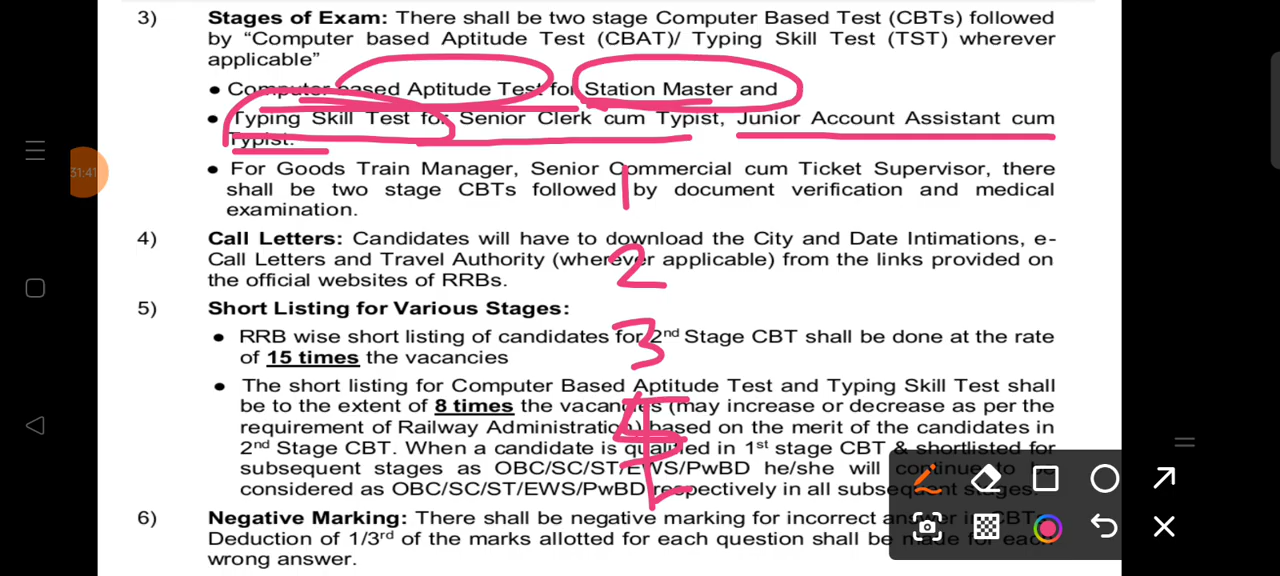 3) Stages of Exam: There shall be two stage Computer Based Test (CBTs) followed
by “Computer based Aptitude Test (CBAT)/ Typing Skill Test (TST) wherever
applicable”
• Computer based Aptitude Test for Station Master and
• Typing Skill Test for Senior Clerk cum Typist, Junior Account Assistant cum
Typist.
31:41
• For Goods Train Manager, Senior Commercial cum Ticket Supervisor, there
shall be two stage CBTs followed by document verification and medical
examination.
1
4) Call Letters: Candidates will have to download the City and Date Intimations, e-
Call Letters and Travel Authority (wherever applicable) from the links provided on
the official websites of RRBs.
2
5) Short Listing for Various Stages:
• RRB wise short listing of candidates for 2nd Stage CBT shall be done at the rate
of 15 times the vacancies
3
• The short listing for Computer Based Aptitude Test and Typing Skill Test shall
be to the extent of 8 times the vacancies (may increase or decrease as per the
requirement of Railway Administration) based on the merit of the candidates in
2nd Stage CBT. When a candidate is qualified in 1st stage CBT & shortlisted for
subsequent stages as OBC/SC/ST/EWS/PwBD he/she will continue to be
considered as OBC/SC/ST/EWS/PwBD respectively in all subsequent stages.
6) Negative Marking: There shall be negative marking for incorrect answer in CBTs.
Deduction of 1/3rd of the marks allotted for each question shall be made for each
wrong answer.